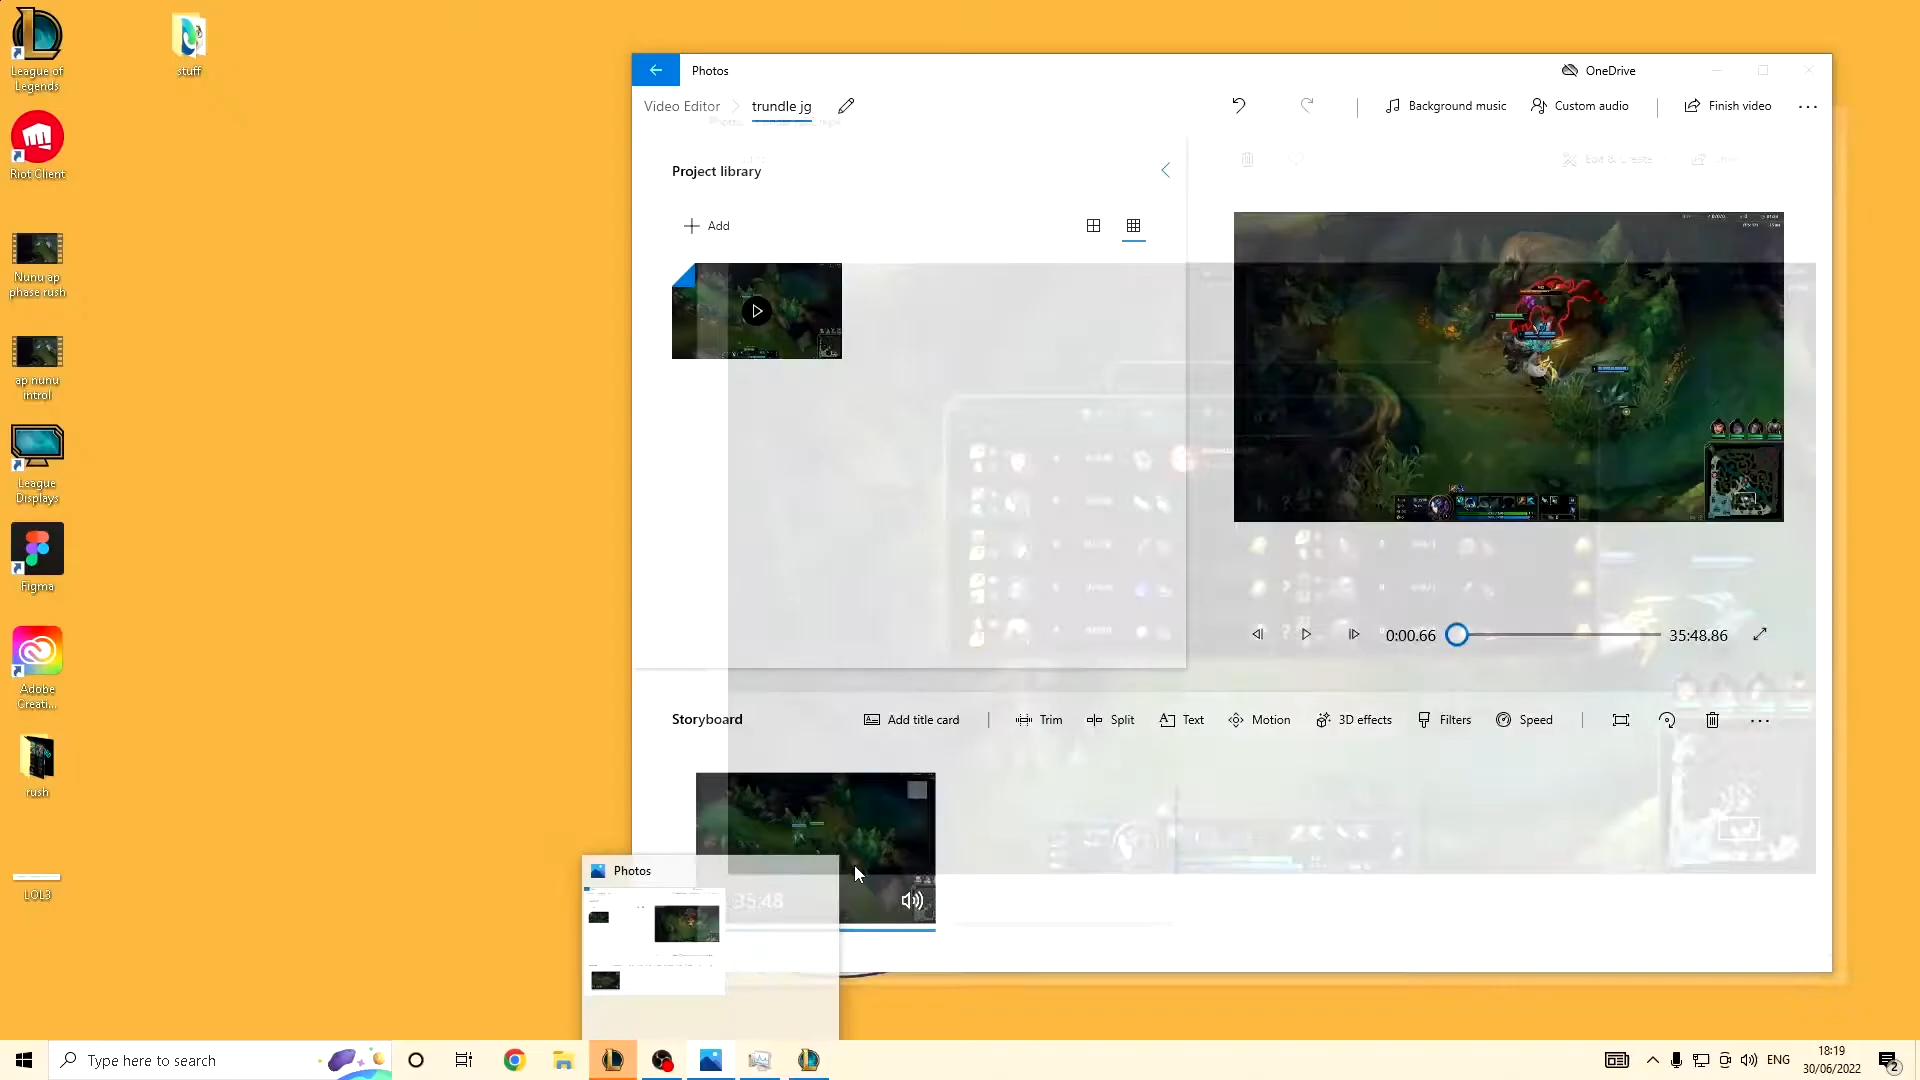 League of
Legends
stuff
Riot Client
Nunu ap
phase rush
ap nunu
introl
League
Displays
Figma
Adobe
Creati...
rush
LOL3
Photos
OneDrive
Video Editor
trundle jg
Background music
Custom audio
Finish video
Project library
Add
0:00.66
35:48.86
Storyboard
Add title card
Trim
Split
Text
Motion
3D effects
Filters
Speed
35:48
Photos
Type here to search
ENG
18:19
30/06/2022
2